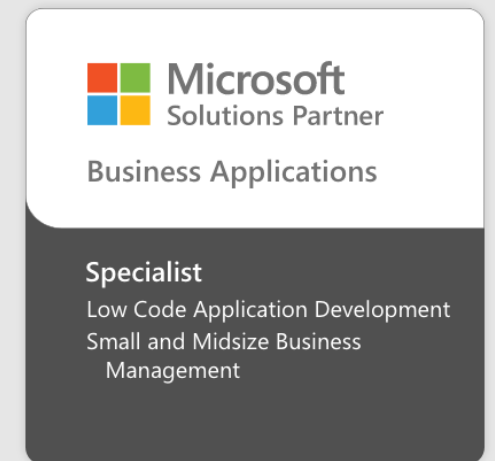 Microsoft
Solutions Partner
Business Applications
Specialist
Low Code Application Development
Small and Midsize Business
Management